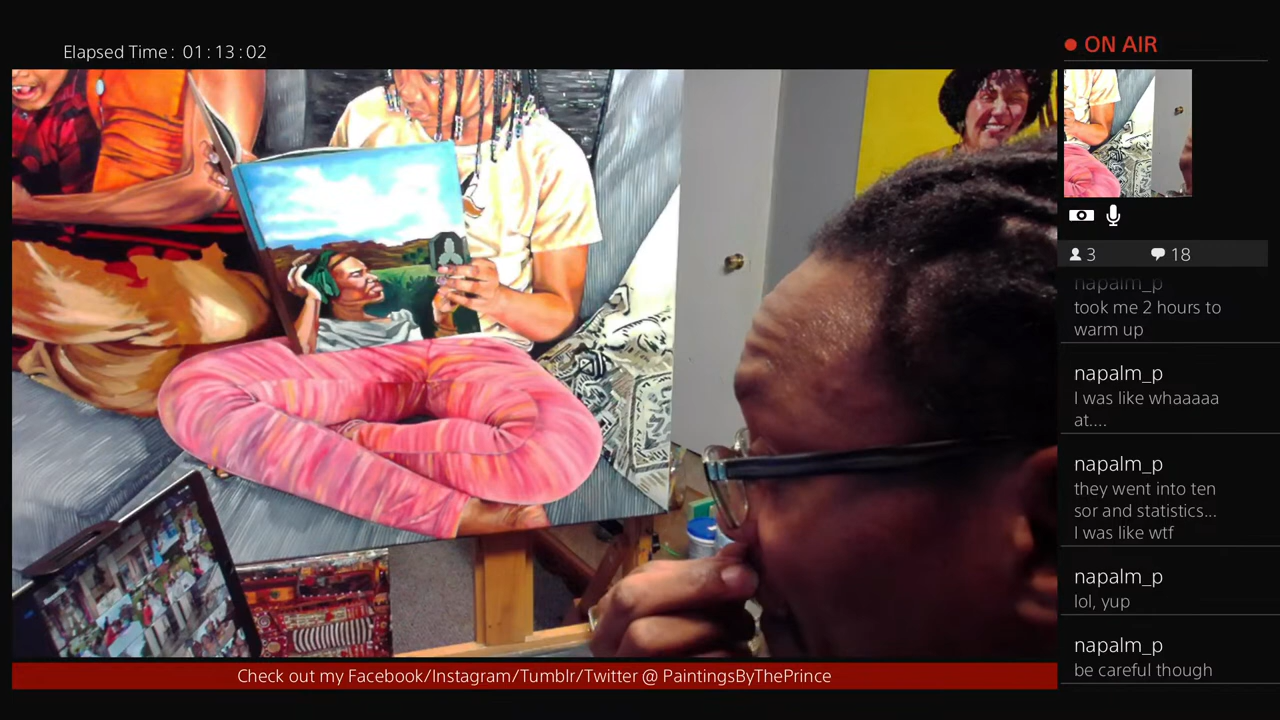 Elapsed Time: 01:13:02
ON AIR
3 18
napalm_p
took me 2 hours to
warm up
napalm_p
I was like whaaaaa
at....
napalm_p
they went into ten
sor and statistics...
I was like wtf
napalm_p
lol, yup
napalm_p
be careful though
Check out my Facebook/Instagram/Tumblr/Twitter @ PaintingsByThePrince